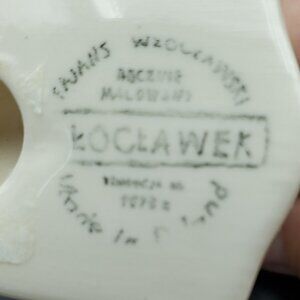 FAJANS WŁOCŁAWSKI
RĘCZNIE
MALOWANY
ŁOCŁAWEK
Made in